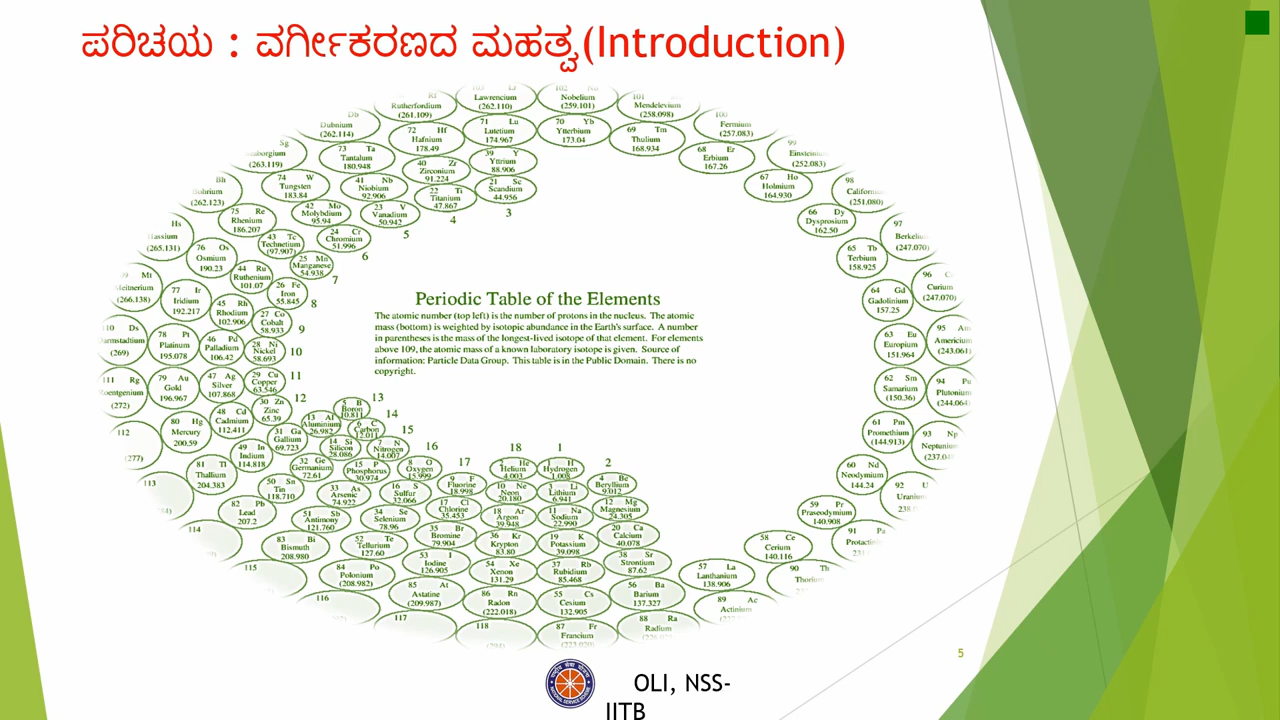 ಪರಿಚಯ : ವರ್ಗೀಕರಣದ ಮಹತ್ವ(Introduction)
Lawrencium
(262.110)
Nobelium
(259.101)
Mendelevium
(258.098)
Fermium
(257.083)
(252.083)
98
(251.080)
97
(247.070)
96
Curium
(247.070)
95 Am
94 Pu
Plutonium
(244.064)
93 Np
92 U
91 Pa
90 Th
89 Ac
Actinium
88 Ra
Radium
87 Fr
Francium
118
117
116
115
114
113
112
(277)
111 Rg
(272)
Ds
(269)
Mt
(266.138)
Hs
(265.131)
Bh
(262.123)
Sg
(263.119)
Dubnium
(262.114)
Rutherfordium
(261.109)
71 Lu
Lutetium
174.967
70 Yb
Ytterbium
173.04
69 Tm
Thulium
168.934
68 Er
Erbium
167.26
67 Ho
Holmium
164.930
66 Dy
Dysprosium
162.50
65 Tb
Terbium
158.925
64 Gd
Gadolinium
157.25
63 Eu
Europium
151.964
62 Sm
Samarium
(150.36)
61 Pm
Promethium
(144.913)
60 Nd
Neodymium
144.24
59 Pr
Praseodymium
140.908
58 Ce
Cerium
140.116
57 La
Lanthanium
138.906
72 Hf
Hafnium
178.49
73 Ta
Tantalum
180.948
74 W
Tungsten
183.84
75 Re
Rhenium
186.207
76 Os
Osmium
190.23
77 Ir
Iridium
192.217
78 Pt
Platinum
195.078
79 Au
Gold
196.967
80 Hg
Mercury
200.59
81 Tl
Thallium
204.383
82 Pb
Lead
207.2
83 Bi
Bismuth
208.980
84 Po
Polonium
(208.982)
85 At
Astatine
(209.987)
86 Rn
Radon
(222.018)
55 Cs
Cesium
132.905
56 Ba
Barium
137.327
39 Y
Yttrium
88.906
40 Zr
Zirconium
91.224
41 Nb
Niobium
92.906
42 Mo
Molybdium
95.94
43 Tc
Technetium
(97.907)
44 Ru
Ruthenium
101.07
45 Rh
Rhodium
102.906
46 Pd
Palladium
106.42
47 Ag
Silver
107.868
48 Cd
Cadmium
112.411
49 In
Indium
114.818
50 Sn
Tin
118.710
51 Sb
Antimony
121.760
52 Te
Tellurium
127.60
53 I
Iodine
126.905
54 Xe
Xenon
131.29
37 Rb
Rubidium
85.468
38 Sr
Strontium
87.62
21 Sc
Scandium
44.956
22 Ti
Titanium
47.867
23 V
Vanadium
50.942
24 Cr
Chromium
51.996
25 Mn
Manganese
54.938
26 Fe
Iron
55.845
27 Co
Cobalt
58.933
28 Ni
Nickel
58.693
29 Cu
Copper
63.546
30 Zn
Zinc
65.39
31 Ga
Gallium
69.723
32 Ge
Germanium
72.61
33 As
Arsenic
74.922
34 Se
Selenium
78.96
35 Br
Bromine
79.904
36 Kr
Krypton
83.80
19 K
Potassium
39.098
20 Ca
Calcium
40.078
13 Al
Aluminium
26.982
14 Si
Silicon
28.086
15 P
Phosphorus
30.974
16 S
Sulfur
32.066
17 Cl
Chlorine
35.453
18 Ar
Argon
39.948
11 Na
Sodium
22.990
12 Mg
Magnesium
24.305
5 B
Boron
10.811
6 C
Carbon
12.011
7 N
Nitrogen
14.007
8 O
Oxygen
15.999
9 F
Fluorine
18.998
10 Ne
Neon
20.180
Li
Lithium
6.941
4 Be
Beryllium
9.012
He
Helium
4.003
H
Hydrogen
1.008
3
4
5
6
7
8
9
10
11
12
13
14
15
16
17
18
1
2
Periodic Table of the Elements
The atomic number (top left) is the number of protons in the nucleus. The atomic
mass (bottom) is weighted by isotopic abundance in the Earth's surface. A number
in parentheses is the mass of the longest-lived isotope of that element. For elements
above 109, the atomic mass of a known laboratory isotope is given. Source of
information: Particle Data Group. This table is in the Public Domain. There is no
copyright.
5
OLI, NSS-
IITB